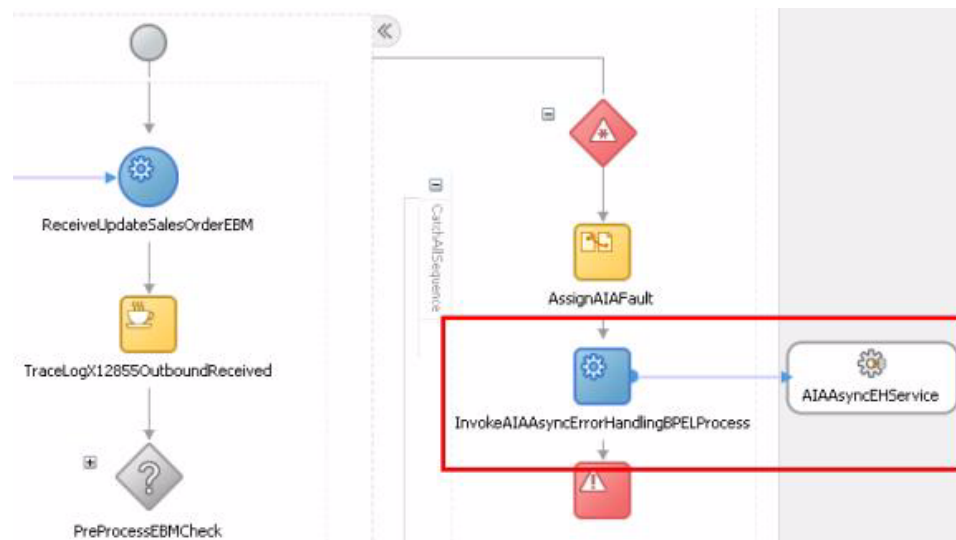 ReceiveUpdateSalesOrderEBM
TraceLogX12855OutboundReceived
PreProcessEBMCheck
CatchAllSequence
AssignAIAFault
InvokeAIAAsyncErrorHandlingBPELProcess
AIAAsyncEHService